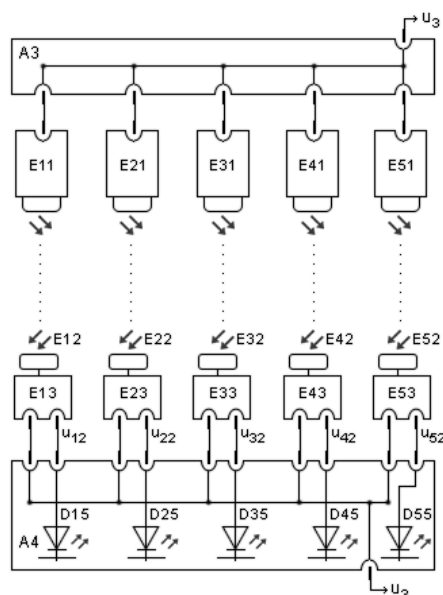 u3
A3
E11 E21 E31 E41 E51
E12 E22 E32 E42 E52
E13 E23 E33 E43 E53
u12 u22 u32 u42 u52
D15 D25 D35 D45 D55
A4
u3